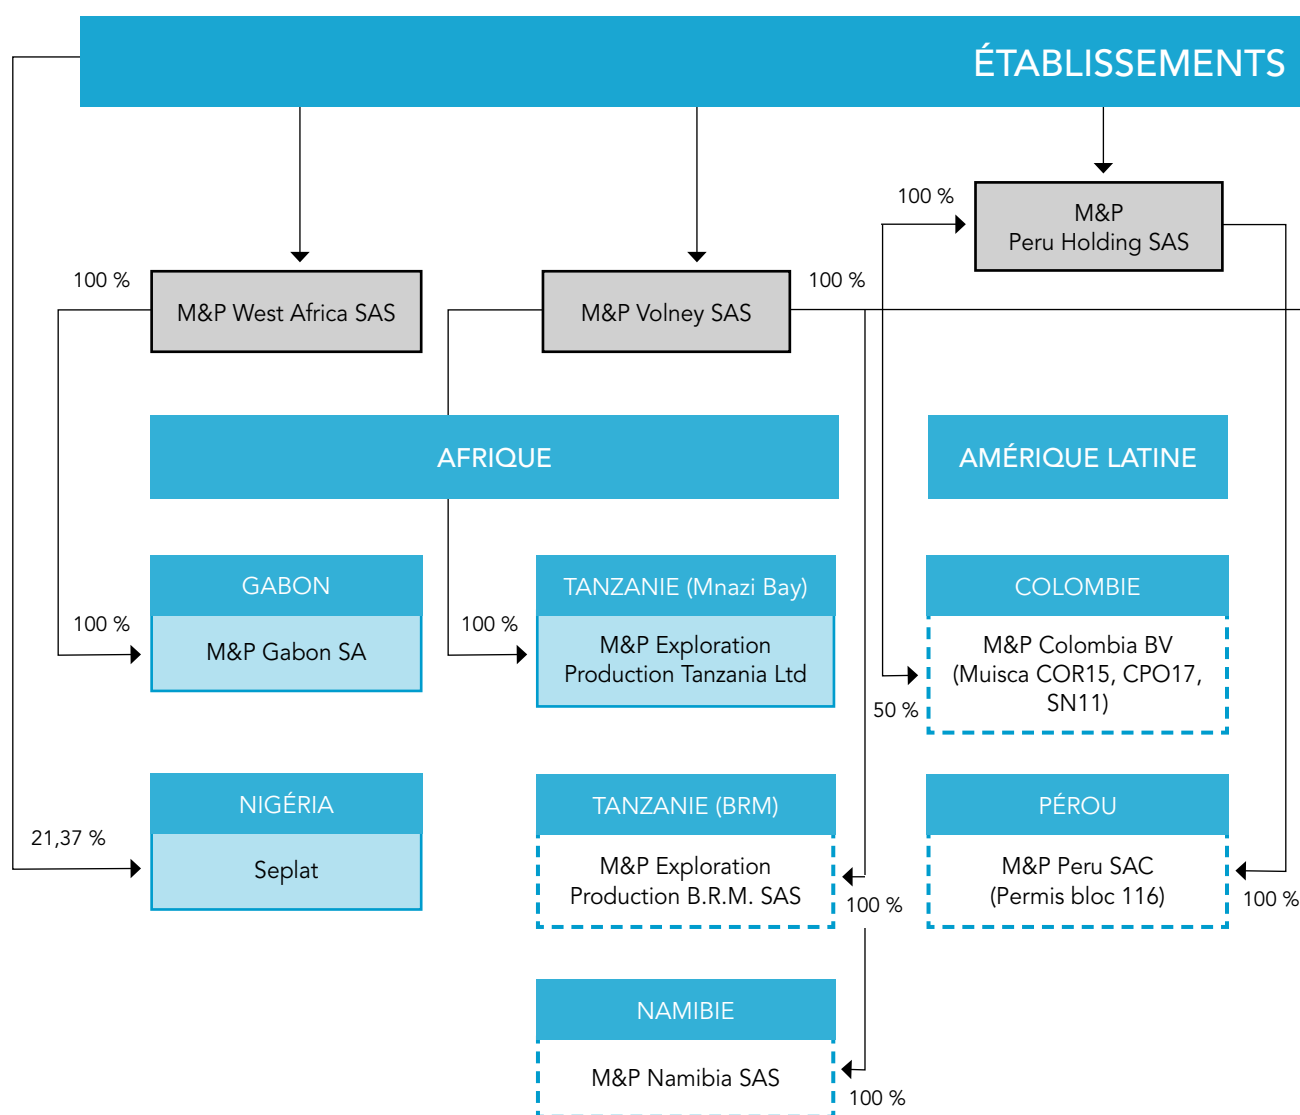 ÉTABLISSEMENTS
100 %
M&P
Peru Holding SAS
100 %
M&P West Africa SAS
M&P Volney SAS
100 %
AFRIQUE
AMÉRIQUE LATINE
GABON
100 %
M&P Gabon SA
TANZANIE (Mnazi Bay)
100 %
M&P Exploration
Production Tanzania Ltd
COLOMBIE
M&P Colombia BV
(Muisca COR15, CPO17,
SN11)
50 %
NIGÉRIA
21,37 %
Seplat
TANZANIE (BRM)
M&P Exploration
Production B.R.M. SAS
100 %
PÉROU
M&P Peru SAC
(Permis bloc 116)
100 %
NAMIBIE
M&P Namibia SAS
100 %